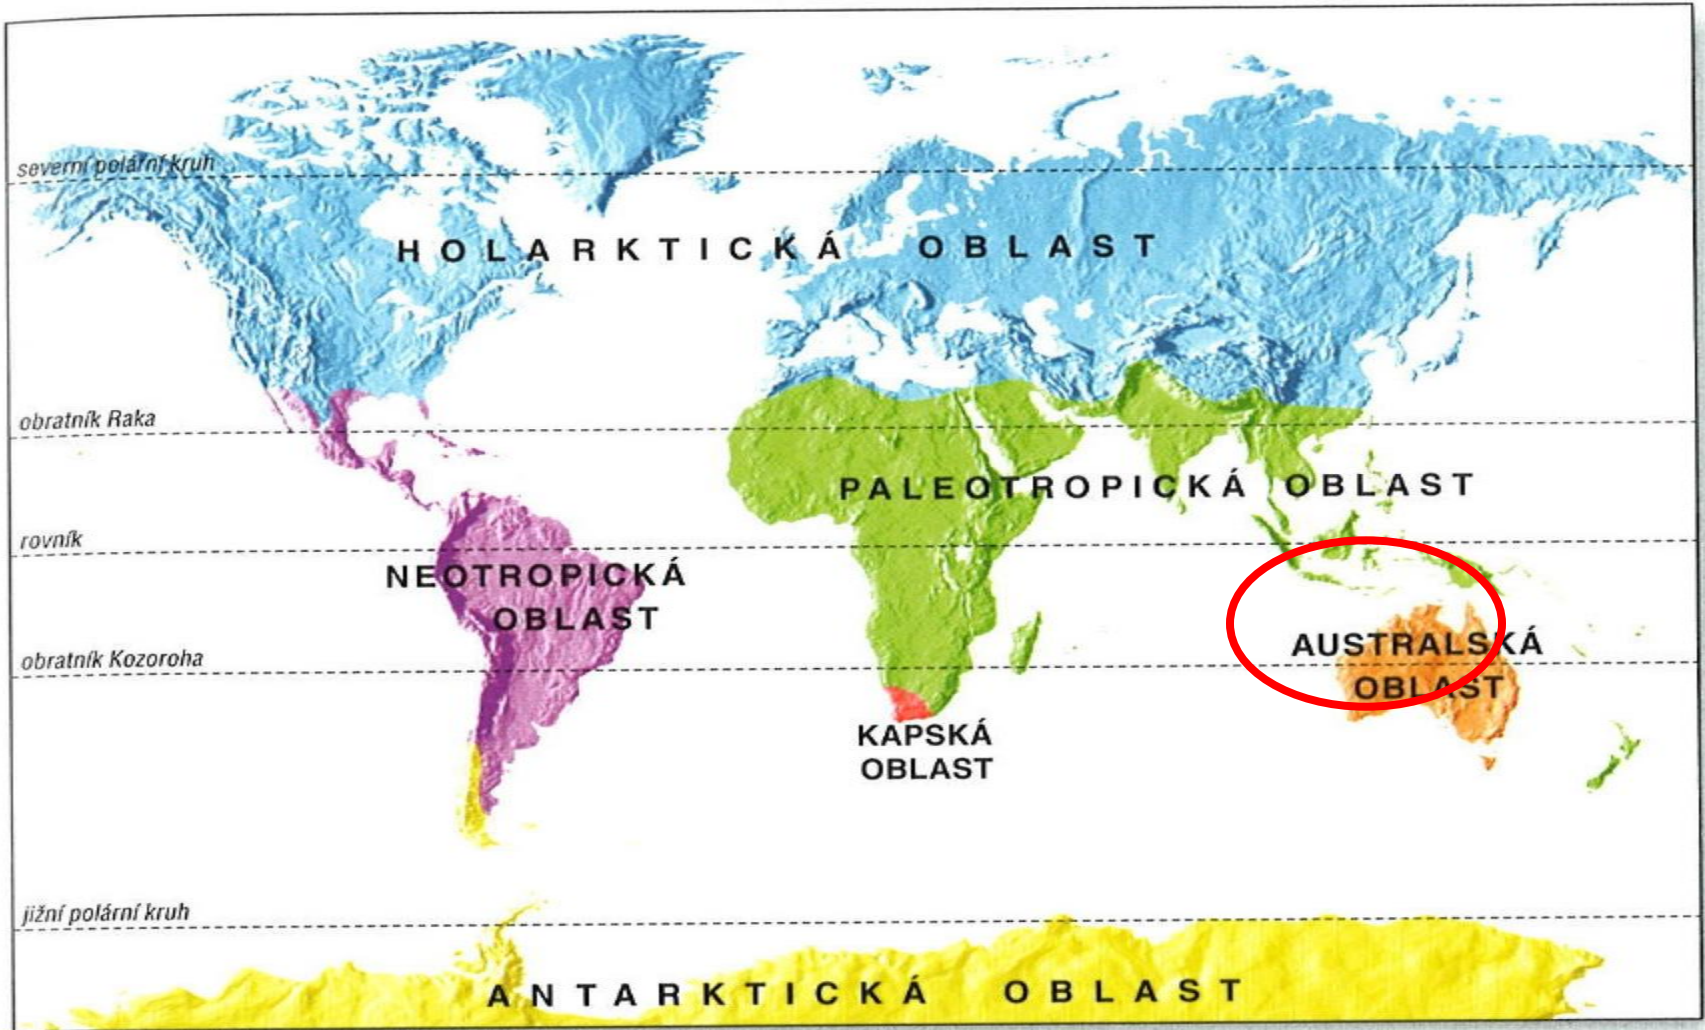 severní polární kruh
HOLARKTICKÁ OBLAST
obratník Raka
PALEOTROPICKÁ OBLAST
rovník
NEOTROPICKÁ
OBLAST
AUSTRALSKÁ
OBLAST
obratník Kozoroha
KAPSKÁ
OBLAST
jižní polární kruh
ANTARKTICKÁ OBLAST